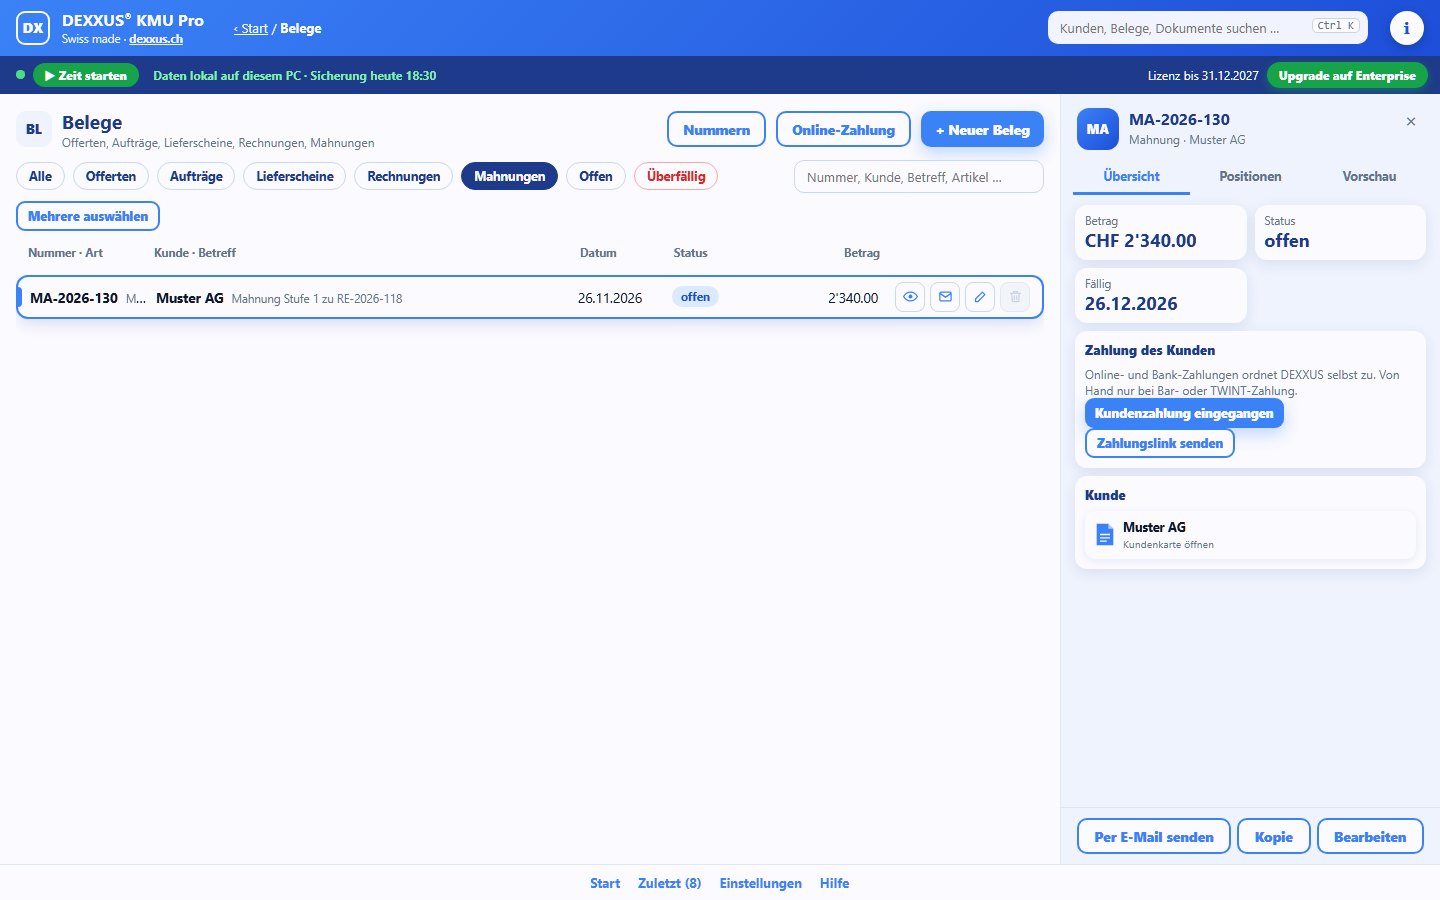 DX
DEXXUS® KMU Pro
Swiss made · dexxus.ch
‹ Start / Belege
Kunden, Belege, Dokumente suchen ...
Ctrl K
i
▶ Zeit starten
Daten lokal auf diesem PC · Sicherung heute 18:30
Lizenz bis 31.12.2027
Upgrade auf Enterprise
BL
Belege
Offerten, Aufträge, Lieferscheine, Rechnungen, Mahnungen
Nummern
Online-Zahlung
+ Neuer Beleg
Alle
Offerten
Aufträge
Lieferscheine
Rechnungen
Mahnungen
Offen
Überfällig
Nummer, Kunde, Betreff, Artikel ...
Mehrere auswählen
Nummer · Art
Kunde · Betreff
Datum
Status
Betrag
MA-2026-130 M...
Muster AG Mahnung Stufe 1 zu RE-2026-118
26.11.2026
offen
2'340.00
MA
MA-2026-130
Mahnung · Muster AG
×
Übersicht
Positionen
Vorschau
Betrag
CHF 2'340.00
Status
offen
Fällig
26.12.2026
Zahlung des Kunden
Online- und Bank-Zahlungen ordnet DEXXUS selbst zu. Von
Hand nur bei Bar- oder TWINT-Zahlung.
Kundenzahlung eingegangen
Zahlungslink senden
Kunde
Muster AG
Kundenkarte öffnen
Per E-Mail senden
Kopie
Bearbeiten
Start
Zuletzt (8)
Einstellungen
Hilfe